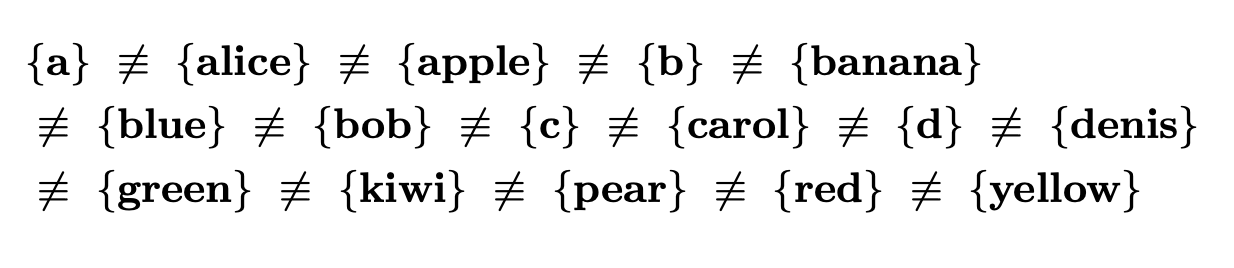 {a} ≢ {alice} ≢ {apple} ≢ {b} ≢ {banana}
≢ {blue} ≢ {bob} ≢ {c} ≢ {carol} ≢ {d} ≢ {denis}
≢ {green} ≢ {kiwi} ≢ {pear} ≢ {red} ≢ {yellow}